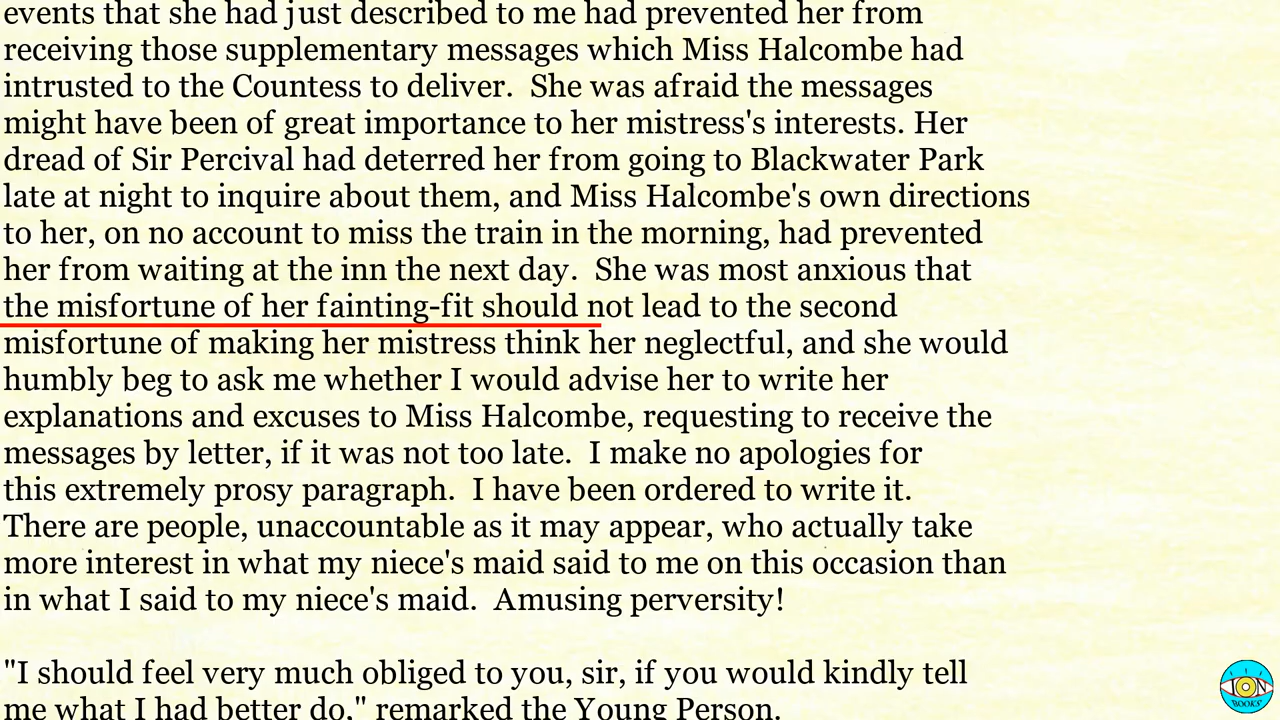 events that she had just described to me had prevented her from
receiving those supplementary messages which Miss Halcombe had
intrusted to the Countess to deliver.  She was afraid the messages
might have been of great importance to her mistress's interests. Her
dread of Sir Percival had deterred her from going to Blackwater Park
late at night to inquire about them, and Miss Halcombe's own directions
to her, on no account to miss the train in the morning, had prevented
her from waiting at the inn the next day.  She was most anxious that
the misfortune of her fainting-fit should not lead to the second
misfortune of making her mistress think her neglectful, and she would
humbly beg to ask me whether I would advise her to write her
explanations and excuses to Miss Halcombe, requesting to receive the
messages by letter, if it was not too late.  I make no apologies for
this extremely prosy paragraph.  I have been ordered to write it.
There are people, unaccountable as it may appear, who actually take
more interest in what my niece's maid said to me on this occasion than
in what I said to my niece's maid.  Amusing perversity!
"I should feel very much obliged to you, sir, if you would kindly tell
me what I had better do," remarked the Young Person.
ION
BOOKS